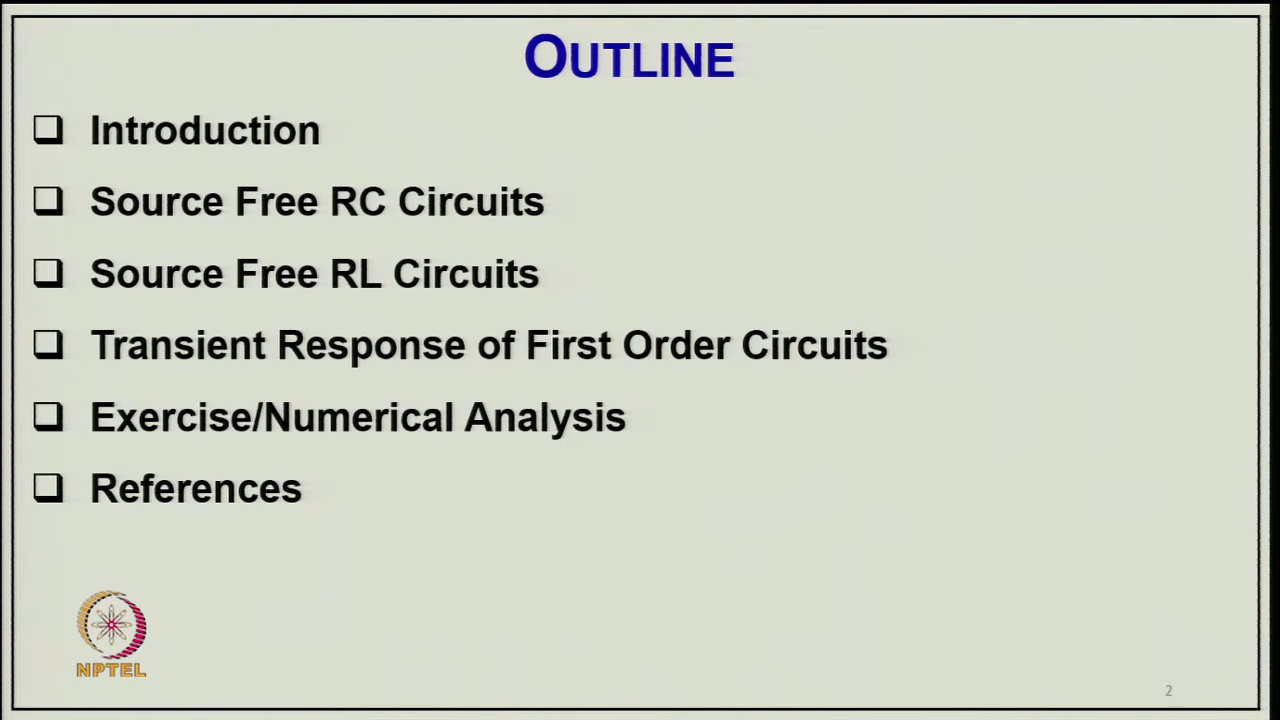 OUTLINE
Introduction
Source Free RC Circuits
Source Free RL Circuits
Transient Response of First Order Circuits
Exercise/Numerical Analysis
References
NPTEL
2